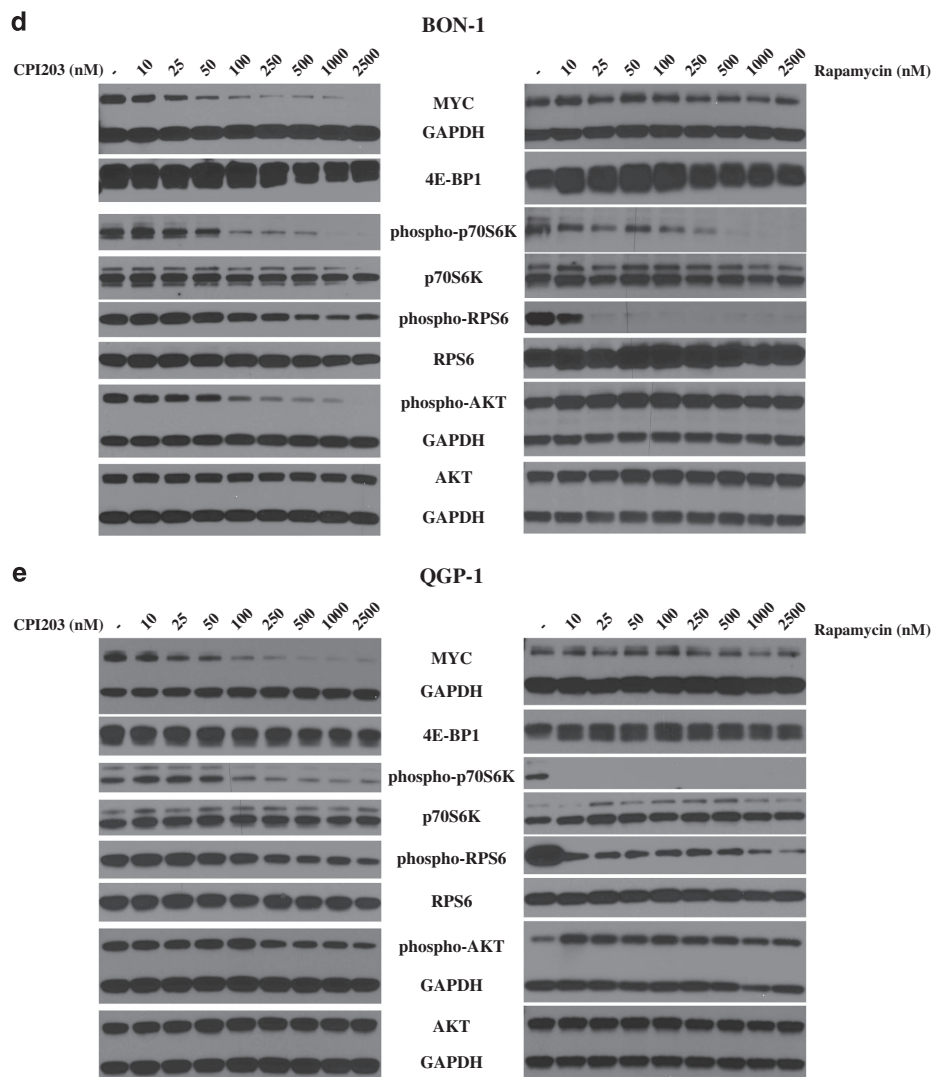 d
BON-1
CPI203 (nM) - 10 25 50 100 250 500 1000 2500
- 10 25 50 100 250 500 1000 2500 Rapamycin (nM)
MYC
GAPDH
4E-BP1
phospho-p70S6K
p70S6K
phospho-RPS6
RPS6
phospho-AKT
GAPDH
AKT
GAPDH
e
QGP-1
CPI203 (nM) - 10 25 50 100 250 500 1000 2500
- 10 25 50 100 250 500 1000 2500 Rapamycin (nM)
MYC
GAPDH
4E-BP1
phospho-p70S6K
p70S6K
phospho-RPS6
RPS6
phospho-AKT
GAPDH
AKT
GAPDH